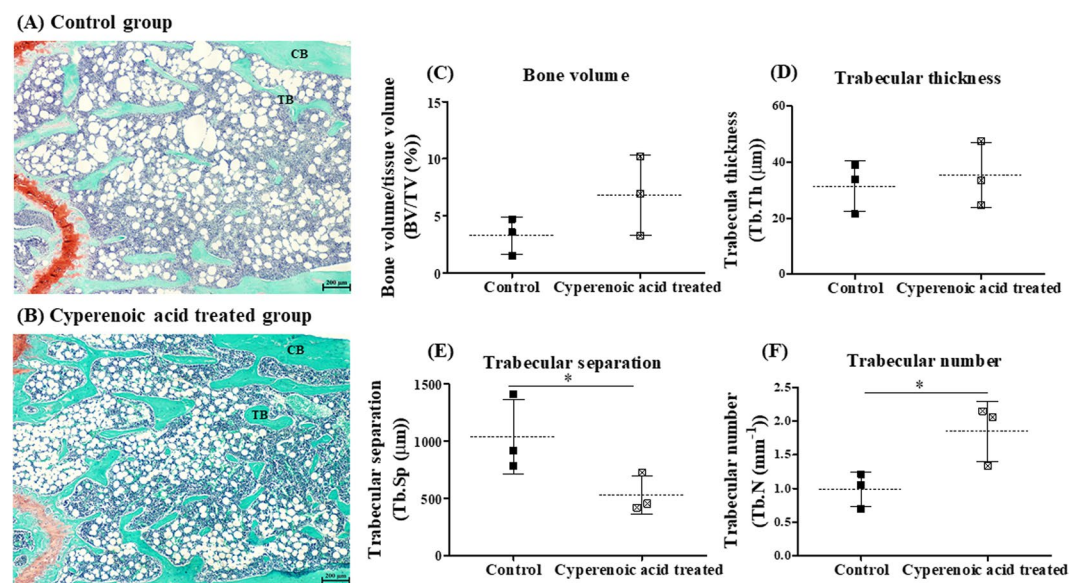 (A) Control group
CB
TB
200 µm
(B) Cyperenoic acid treated group
CB
TB
200 µm
(C)
Bone volume
Bone volume/tissue volume
(BV/TV (%))
15
10
5
0
Control
Cyperenoic acid treated
(D)
Trabecular thickness
Trabecula thickness
(Tb.Th (µm))
60
40
20
0
Control
Cyperenoic acid treated
(E)
Trabecular separation
*
Trabecular separation
(Tb.Sp (µm))
1500
1000
500
0
Control
Cyperenoic acid treated
(F)
Trabecular number
*
Trabecular number
(Tb.N (mm⁻¹)
2.5
2.0
1.5
1.0
0.5
0.0
Control
Cyperenoic acid treated